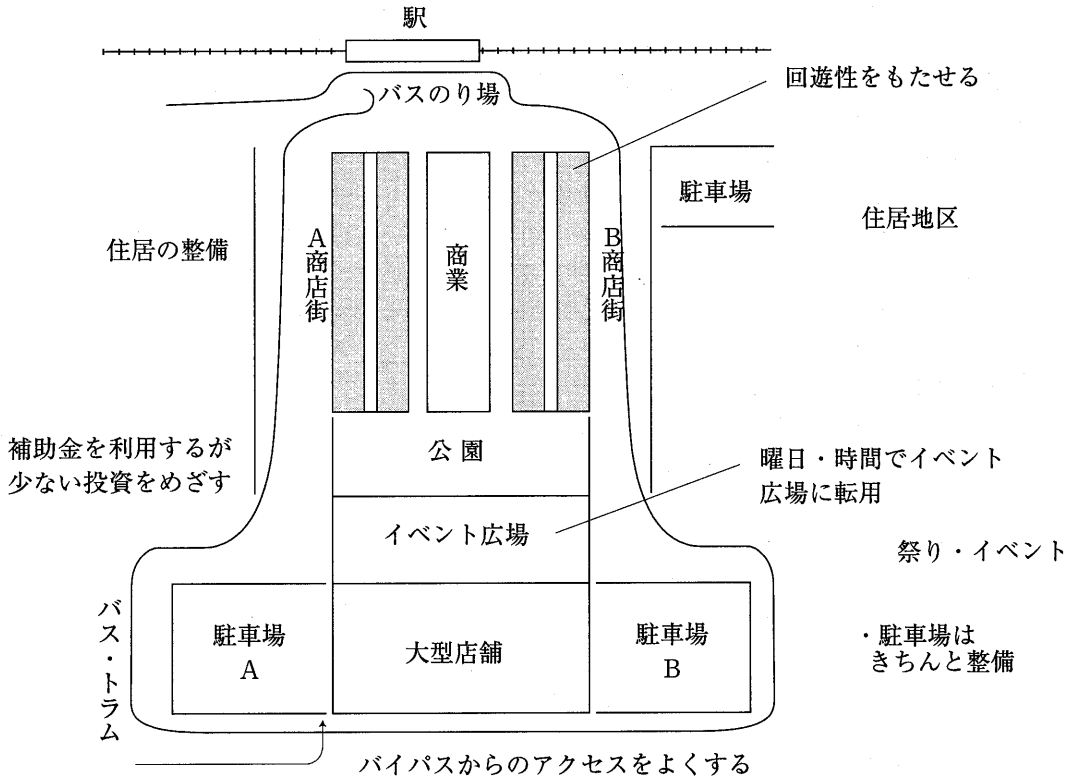 駅
バスのり場
回遊性をもたせる
駐車場
住居地区
住居の整備
A商店街
商業
B商店街
補助金を利用するが
少ない投資をめざす
公園
曜日・時間でイベント
広場に転用
イベント広場
祭り・イベント
バス・トラム
駐車場
A
大型店舗
駐車場
B
・駐車場は
きちんと整備
バイパスからのアクセスをよくする